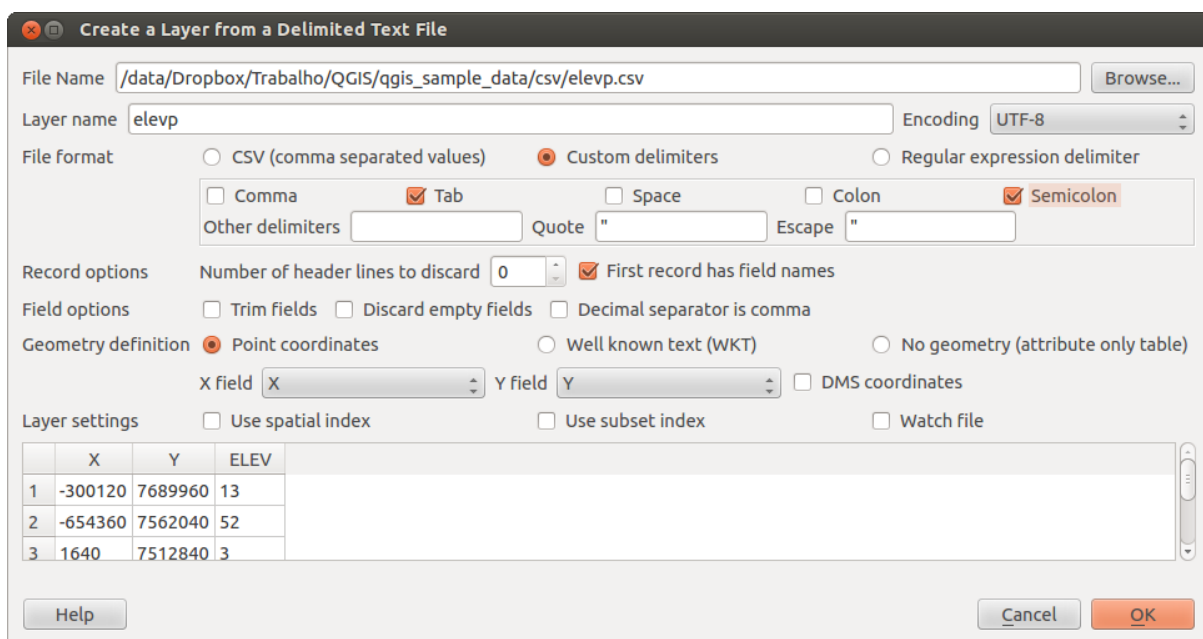 Create a Layer from a Delimited Text File
File Name /data/Dropbox/Trabalho/QGIS/qgis_sample_data/csv/elevp.csv Browse...
Layer name elevp Encoding UTF-8
File format CSV (comma separated values) Custom delimiters Regular expression delimiter
Comma Tab Space Colon Semicolon
Other delimiters Quote " Escape "
Record options Number of header lines to discard 0 First record has field names
Field options Trim fields Discard empty fields Decimal separator is comma
Geometry definition Point coordinates Well known text (WKT) No geometry (attribute only table)
X field X Y field Y DMS coordinates
Layer settings Use spatial index Use subset index Watch file
X Y ELEV
1 -300120 7689960 13
2 -654360 7562040 52
3 1640 7512840 3
Help Cancel OK